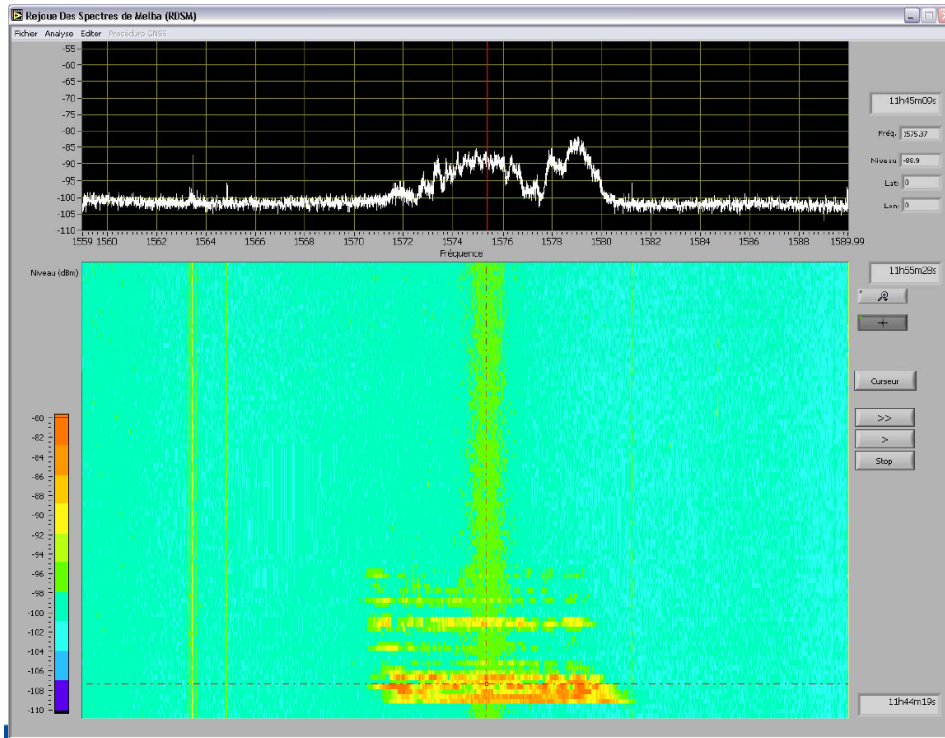 Rejoue Des Spectres de Melba (RDSM)
Fichier Analyse Editer Procédure GNSS
-55
-60
-65
-70
-75
-80
-85
-90
-95
-100
-105
-110
1559 1560 1562 1564 1566 1568 1570 1572 1574 1576 1578 1580 1582 1584 1586 1588 1589.99
Fréquence
11h45m09s
Fréq. 1575.37
Niveau -88.9
Lat: 0
Lon: 0
Niveau (dBm)
11h55m29s
Curseur
>>
>
Stop
-80
-82
-84
-86
-88
-90
-92
-94
-96
-98
-100
-102
-104
-106
-108
-110
11h44m19s